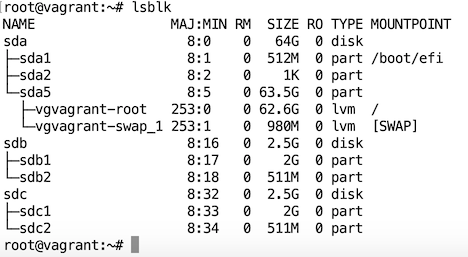 [root@vagrant:~# lsblk
NAME                 MAJ:MIN RM  SIZE RO TYPE MOUNTPOINT
sda                    8:0    0   64G  0 disk
├─sda1                 8:1    0  512M  0 part /boot/efi
├─sda2                 8:2    0    1K  0 part
└─sda5                 8:5    0 63.5G  0 part
  ├─vgvagrant-root   253:0    0 62.6G  0 lvm  /
  └─vgvagrant-swap_1 253:1    0  980M  0 lvm  [SWAP]
sdb                    8:16   0  2.5G  0 disk
├─sdb1                 8:17   0    2G  0 part
└─sdb2                 8:18   0  511M  0 part
sdc                    8:32   0  2.5G  0 disk
├─sdc1                 8:33   0    2G  0 part
└─sdc2                 8:34   0  511M  0 part
root@vagrant:~#